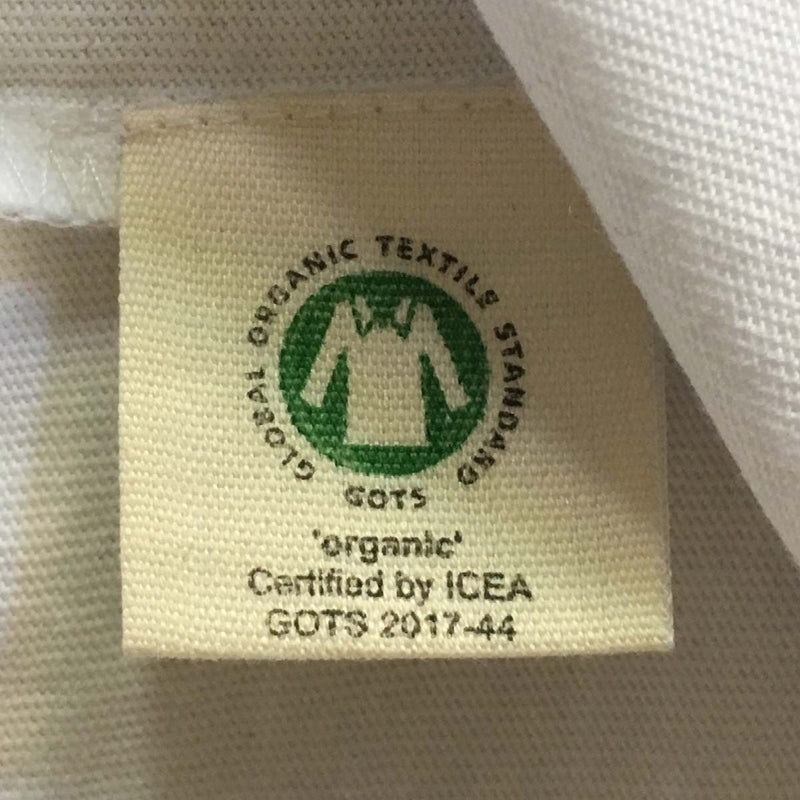 GLOBAL ORGANIC TEXTILE STANDARD
GOTS
'organic'
Certified by ICEA
GOTS 2017-44